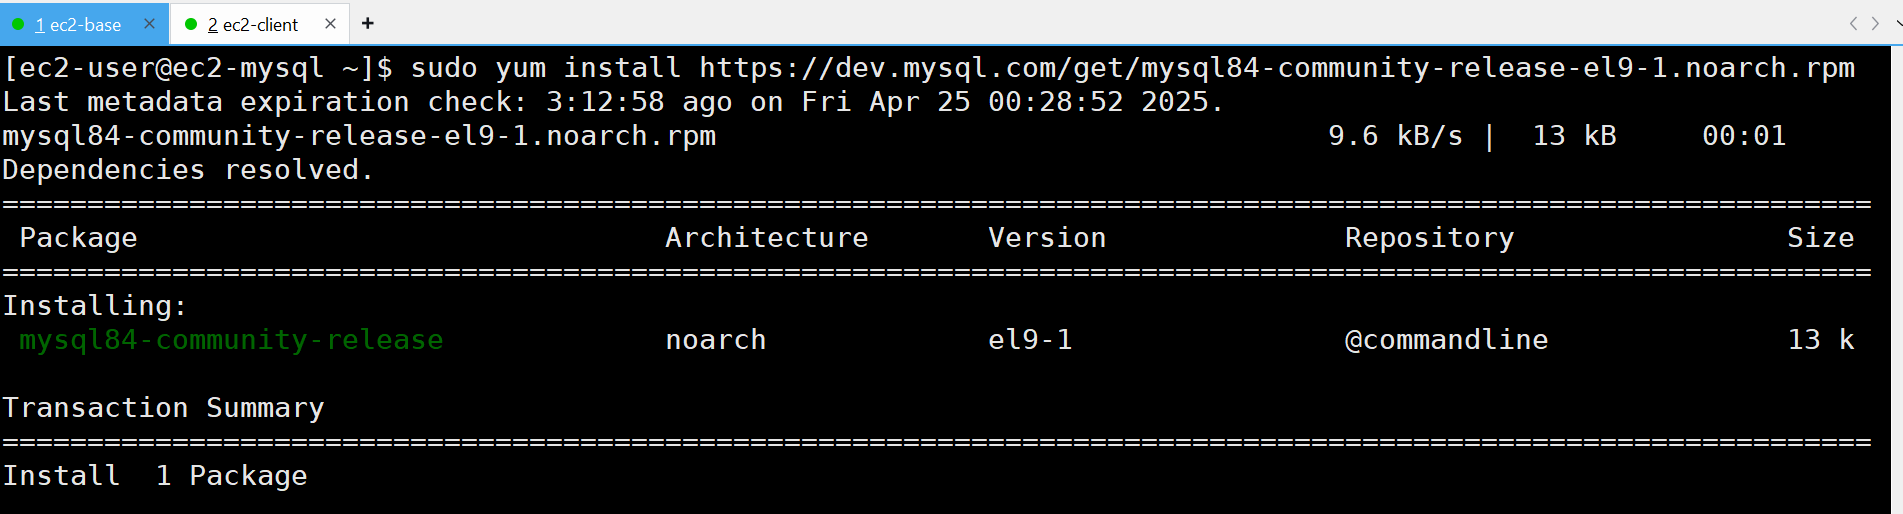 1 ec2-base × 2 ec2-client × +
[ec2-user@ec2-mysql ~]$ sudo yum install https://dev.mysql.com/get/mysql84-community-release-el9-1.noarch.rpm
Last metadata expiration check: 3:12:58 ago on Fri Apr 25 00:28:52 2025.
mysql84-community-release-el9-1.noarch.rpm 9.6 kB/s | 13 kB 00:01
Dependencies resolved.
==============================================================================================================
Package Architecture Version Repository Size
==============================================================================================================
Installing:
mysql84-community-release noarch el9-1 @commandline 13 k
Transaction Summary
==============================================================================================================
Install 1 Package